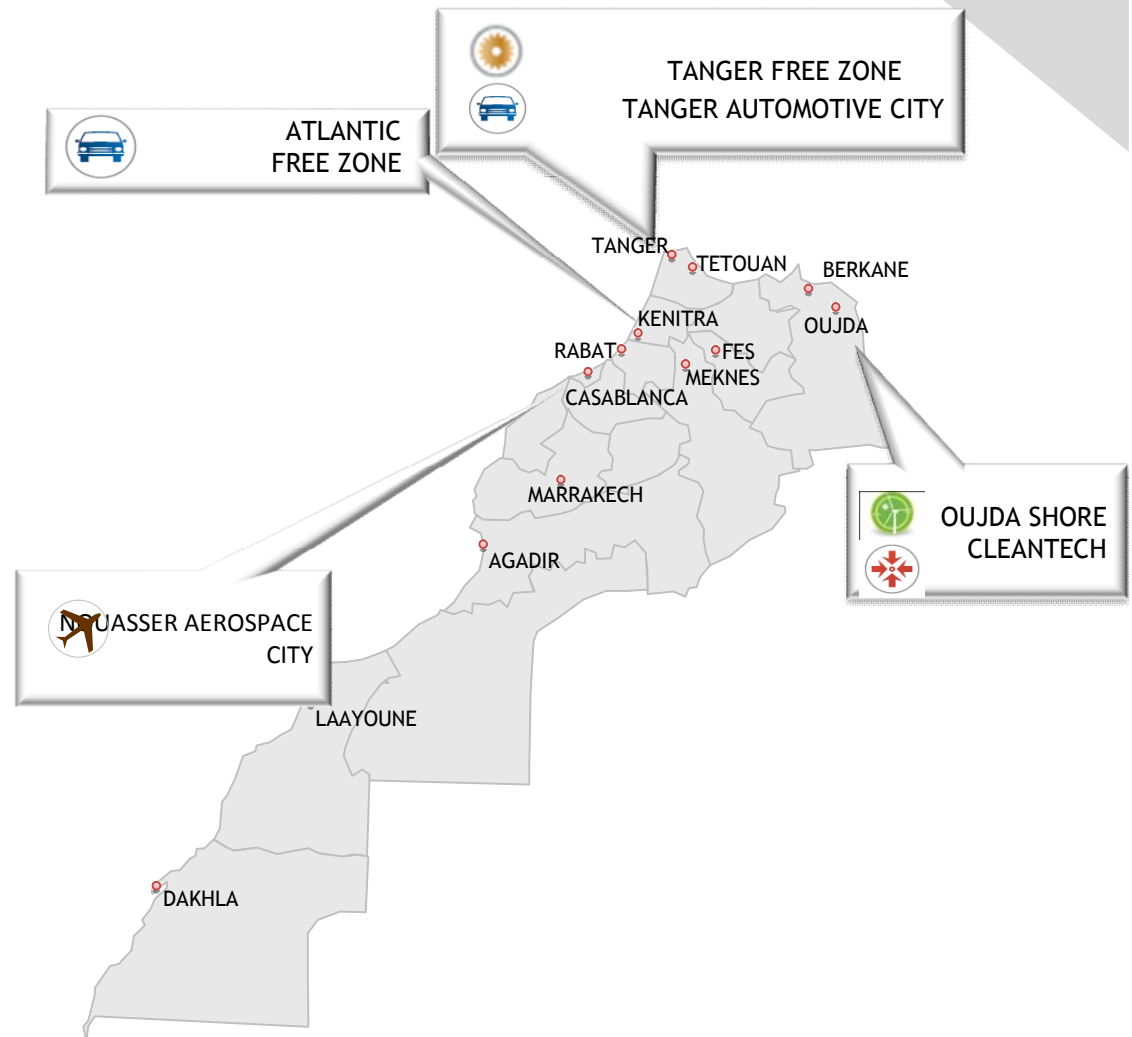 TANGER FREE ZONE
TANGER AUTOMOTIVE CITY
ATLANTIC
FREE ZONE
TANGER
TETOUAN
BERKANE
OUJDA
KENITRA
RABAT
FES
MEKNES
CASABLANCA
MARRAKECH
AGADIR
OUJDA SHORE
CLEANTECH
NOUASSER AEROSPACE
CITY
LAAYOUNE
DAKHLA